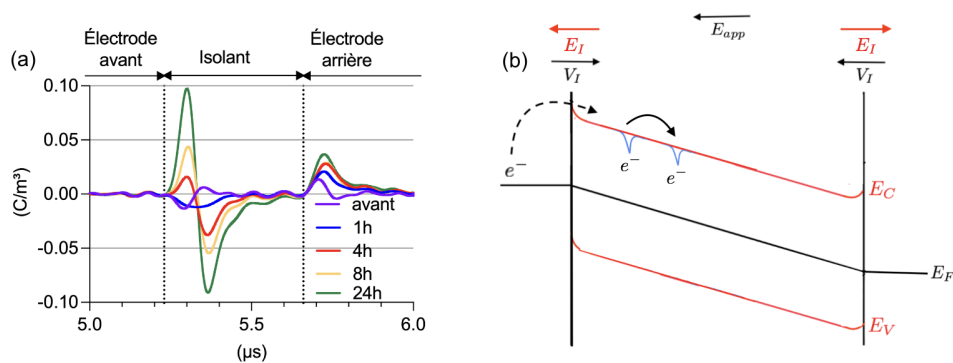 (a)
Électrode
avant
Isolant
Électrode
arrière
0.10
0.05
0.00
-0.05
-0.10
(C/m³)
avant
1h
4h
8h
24h
5.0
5.5
6.0
(µs)
(b)
E_I
V_I
E_app
E_I
V_I
e⁻
e⁻
e⁻
E_C
E_F
E_V